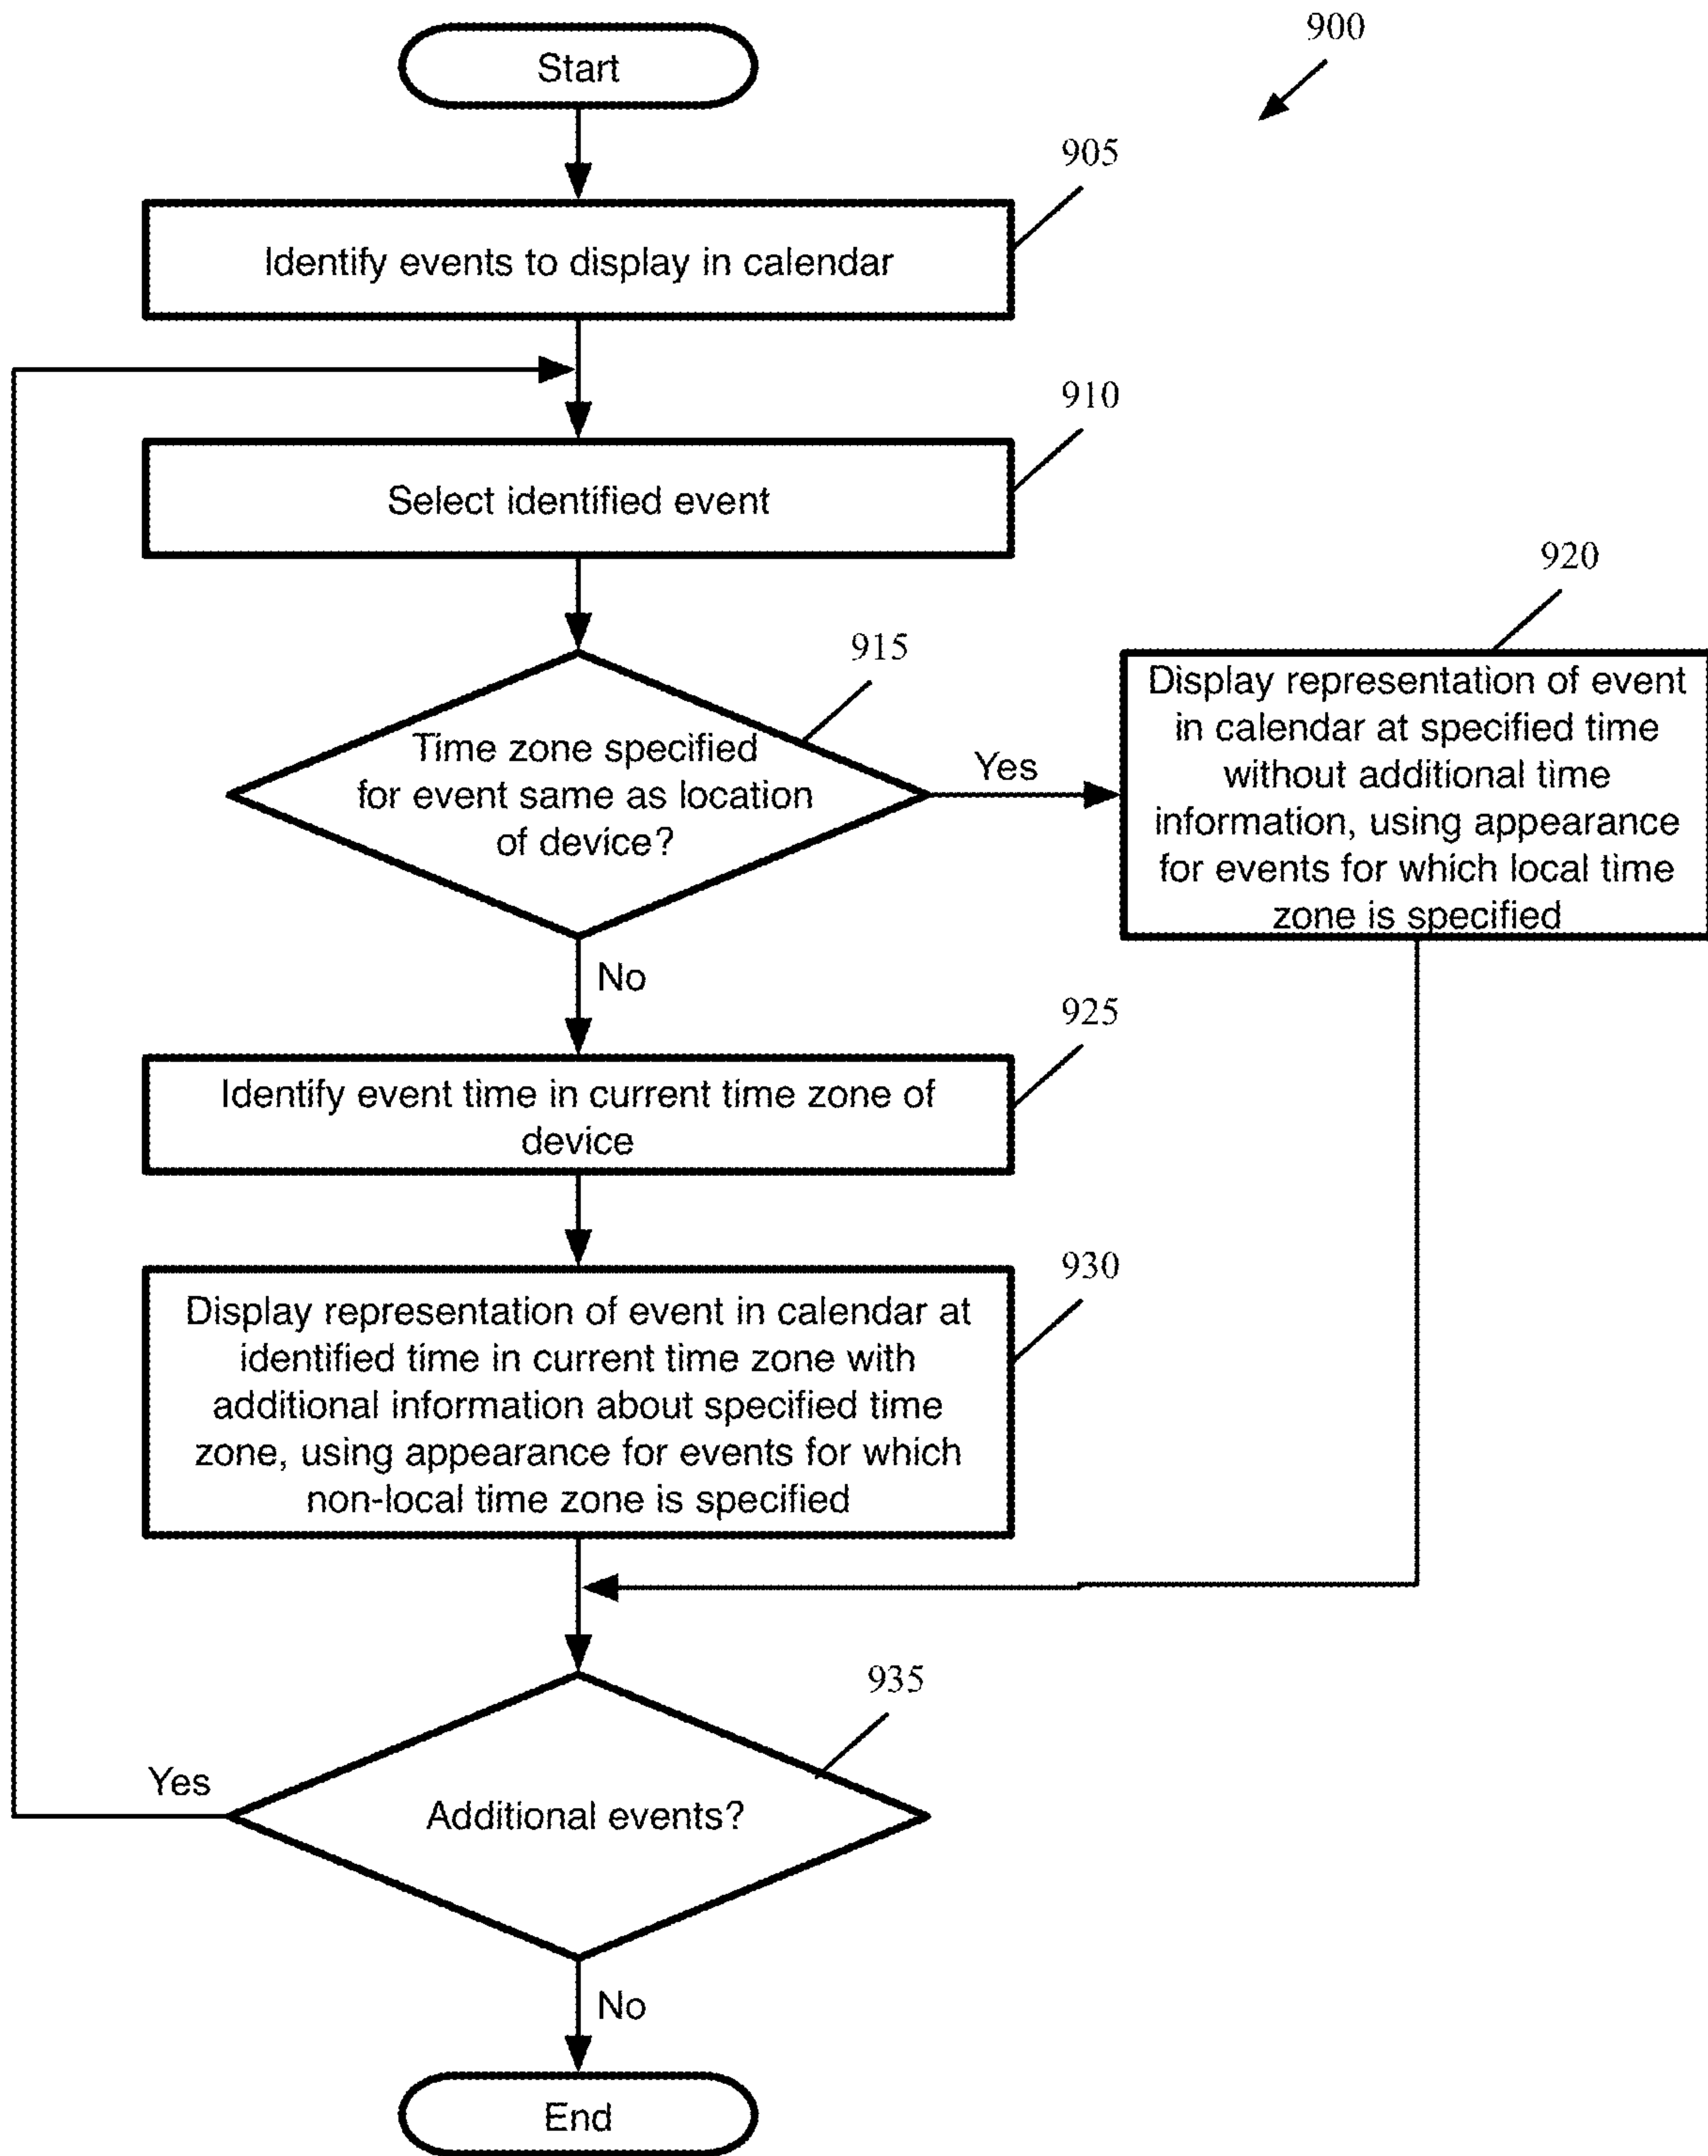 900
Start
905
Identify events to display in calendar
910
Select identified event
915
Time zone specified
for event same as location
of device?
Yes
920
Display representation of event
in calendar at specified time
without additional time
information, using appearance
for events for which local time
zone is specified
No
925
Identify event time in current time zone of
device
930
Display representation of event in calendar at
identified time in current time zone with
additional information about specified time
zone, using appearance for events for which
non-local time zone is specified
935
Yes
Additional events?
No
End